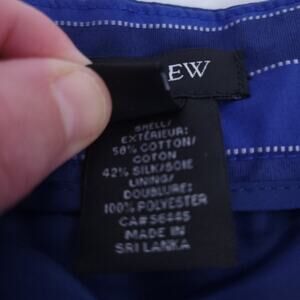 EW
SHELL/
EXTÉRIEUR:
58% COTTON/
COTON
42% SILK/SOIE
LINING/
DOUBLURE:
100% POLYESTER
CA# 56445
MADE IN
SRI LANKA